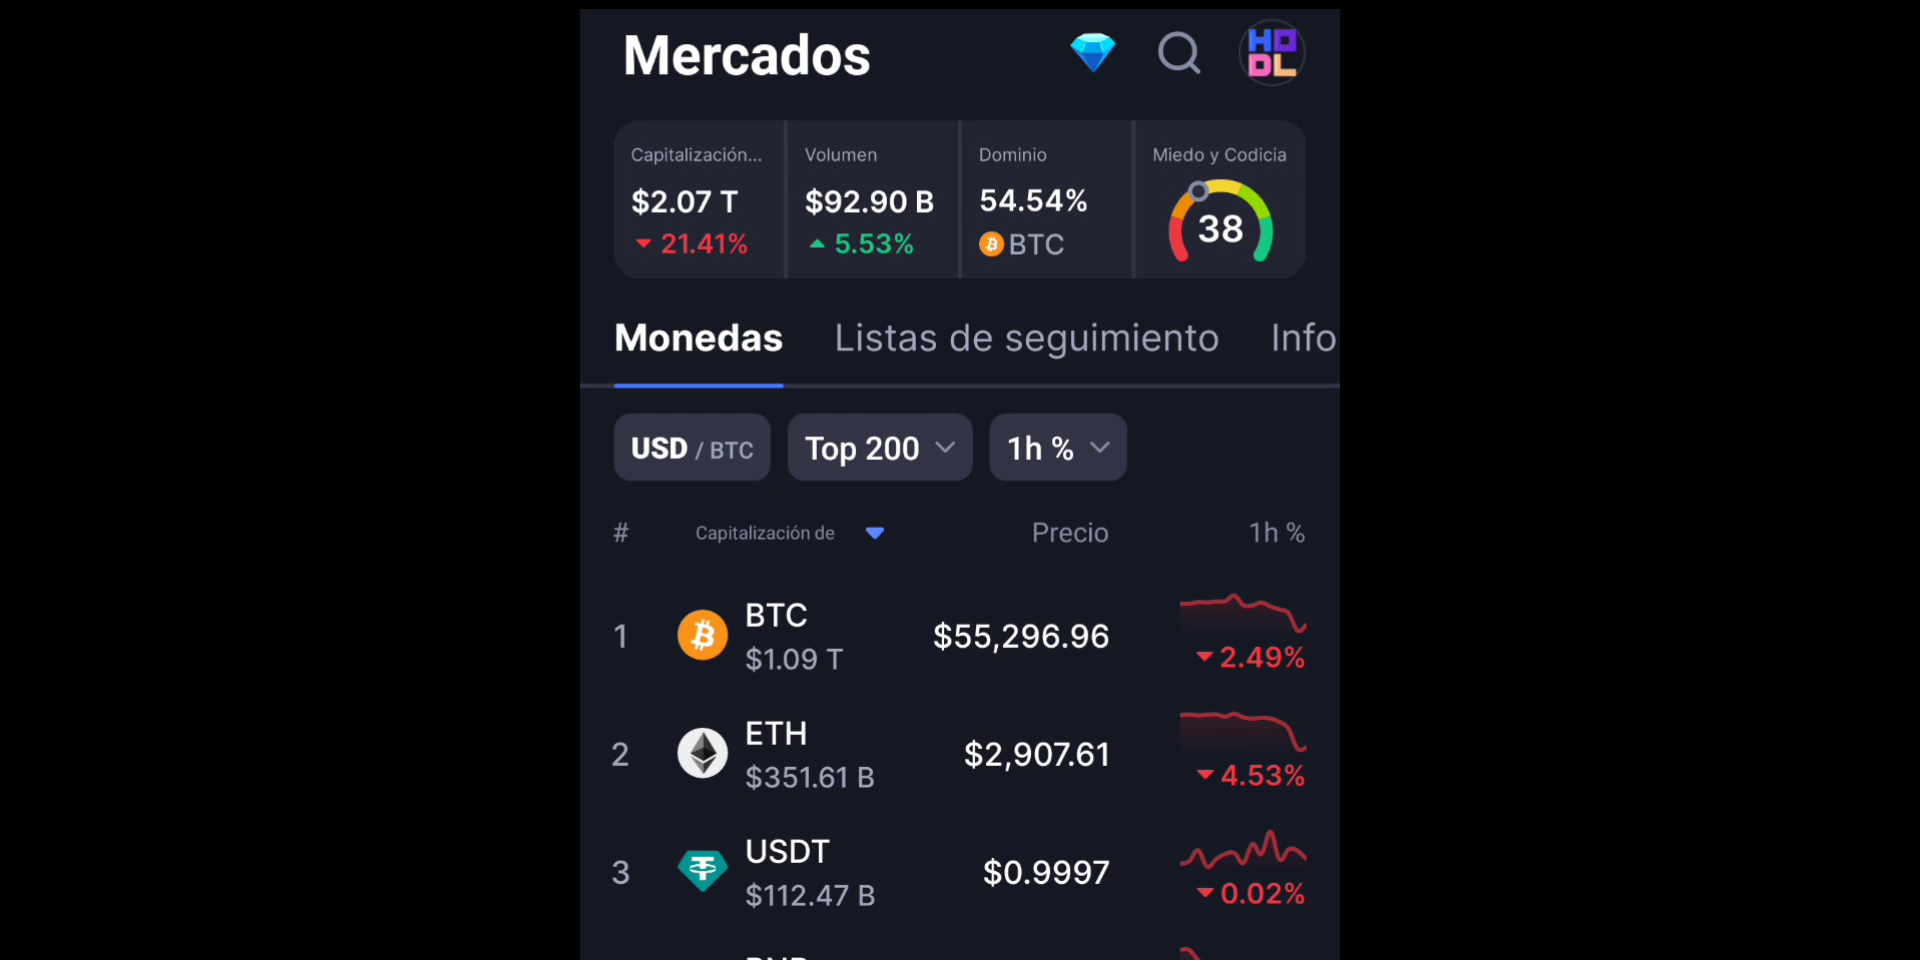 Mercados
HO
DL
Capitalización... Volumen Dominio Miedo y Codicia
$2.07 T $92.90 B 54.54% 38
21.41% 5.53% BTC
Monedas Listas de seguimiento Info
USD / BTC Top 200 1h %
# Capitalización de Precio 1h %
1 BTC $55,296.96
$1.09 T 2.49%
2 ETH $2,907.61
$351.61 B 4.53%
3 USDT $0.9997
$112.47 B 0.02%